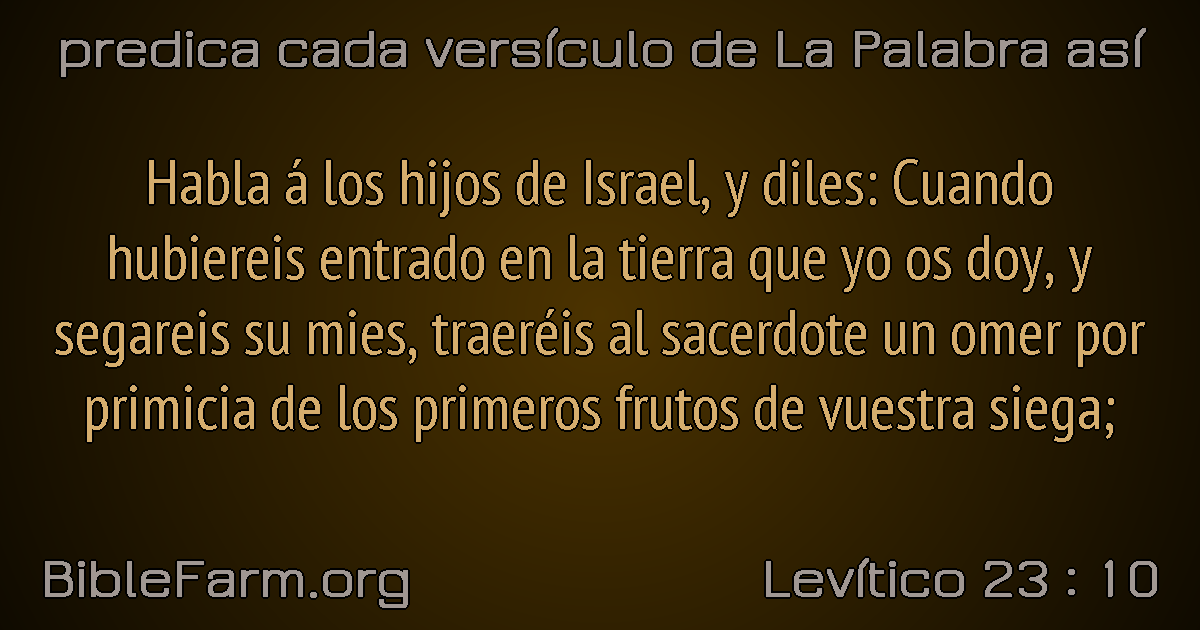 predica cada versículo de La Palabra así
Habla á los hijos de Israel, y diles: Cuando
hubiereis entrado en la tierra que yo os doy, y
segareis su mies, traeréis al sacerdote un omer por
primicia de los primeros frutos de vuestra siega;
BibleFarm.org
Levítico 23 : 10